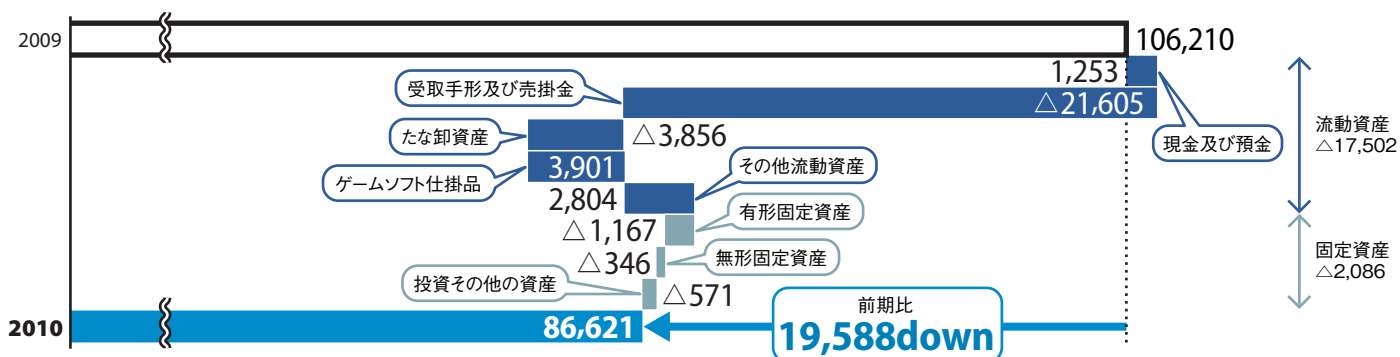 2009
106,210
1,253
受取手形及び売掛金
△21,605
たな卸資産
△3,856
現金及び預金
流動資産
△17,502
ゲームソフト仕掛品
3,901
その他流動資産
2,804
有形固定資産
△1,167
無形固定資産
△346
固定資産
△2,086
投資その他の資産
△571
2010
86,621
前期比
19,588down